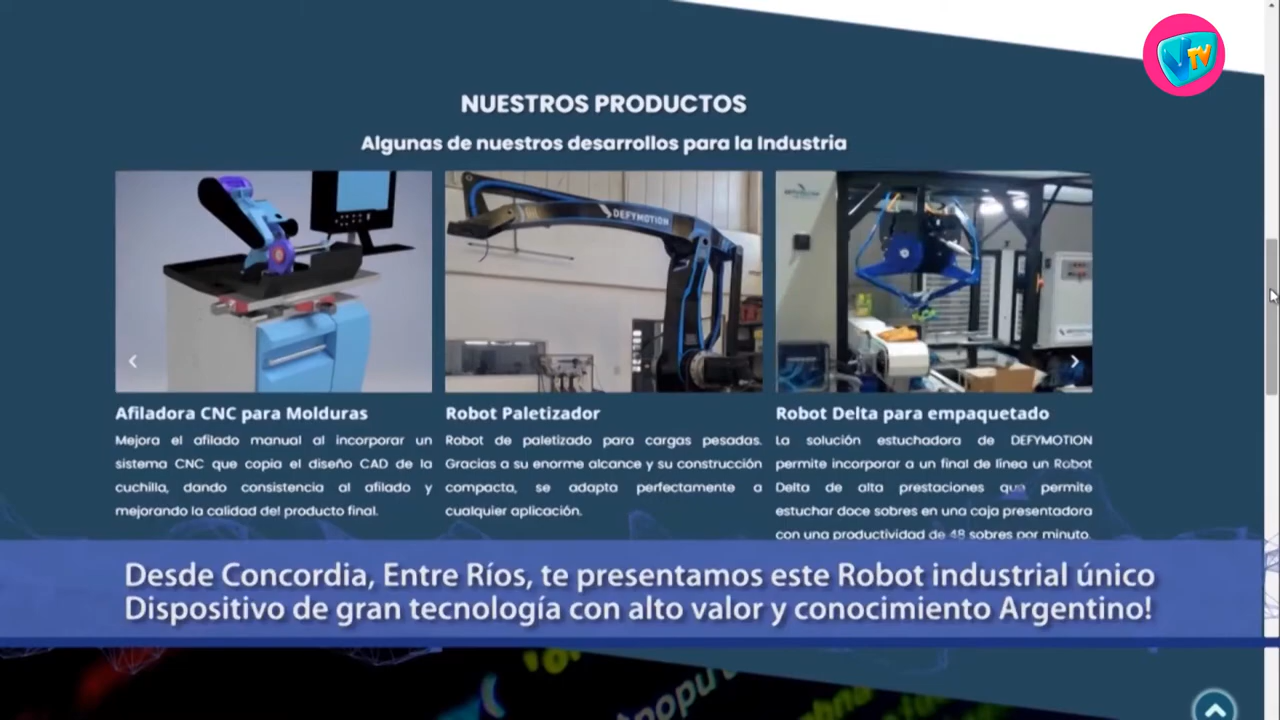 TV
NUESTROS PRODUCTOS
Algunas de nuestros desarrollos para la Industria
DEFYMOTION
Afiladora CNC para Molduras
Mejora el afilado manual al incorporar un
sistema CNC que copia el diseño CAD de la
cuchilla, dando consistencia al afilado y
mejorando la calidad del producto final.
Robot Paletizador
Robot de paletizado para cargas pesadas.
Gracias a su enorme alcance y su construcción
compacta, se adapta perfectamente a
cualquier aplicación.
Robot Delta para empaquetado
La solución estuchadora de DEFYMOTION
permite incorporar a un final de línea un Robot
Delta de alta prestaciones que permite
estuchar doce sobres en una caja presentadora
con una productividad de 48 sobres por minuto.
Desde Concordia, Entre Ríos, te presentamos este Robot industrial único
Dispositivo de gran tecnología con alto valor y conocimiento Argentino!